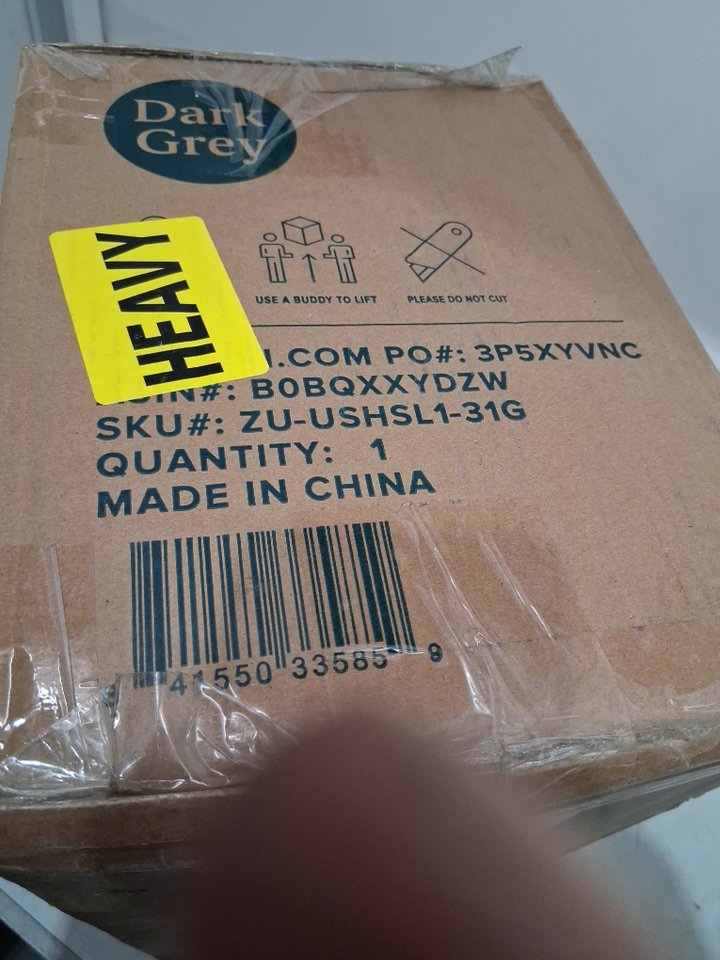 Dark
Grey
HEAVY
USE A BUDDY TO LIFT
PLEASE DO NOT CUT
.COM PO#: 3P5XYVNC
#: B0BQXXYDZW
SKU#: ZU-USHSL1-31G
QUANTITY: 1
MADE IN CHINA
41550 33585 9